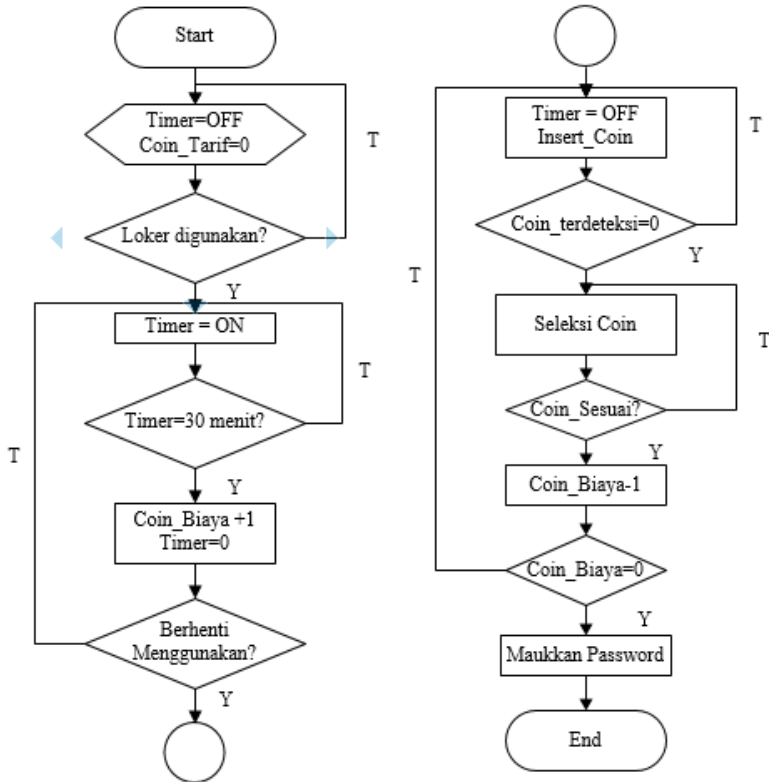 Start
Timer=OFF
Coin_Tarif=0
T
Loker digunakan?
Y
Timer = ON
T
Timer=30 menit?
T
Y
Coin_Biaya +1
Timer=0
Berhenti
Menggunakan?
Y
Timer = OFF
Insert_Coin
T
Coin_terdeteksi=0
Y
T
Seleksi Coin
T
Coin_Sesuai?
Y
Coin_Biaya-1
Coin_Biaya=0
Y
Maukkan Password
End